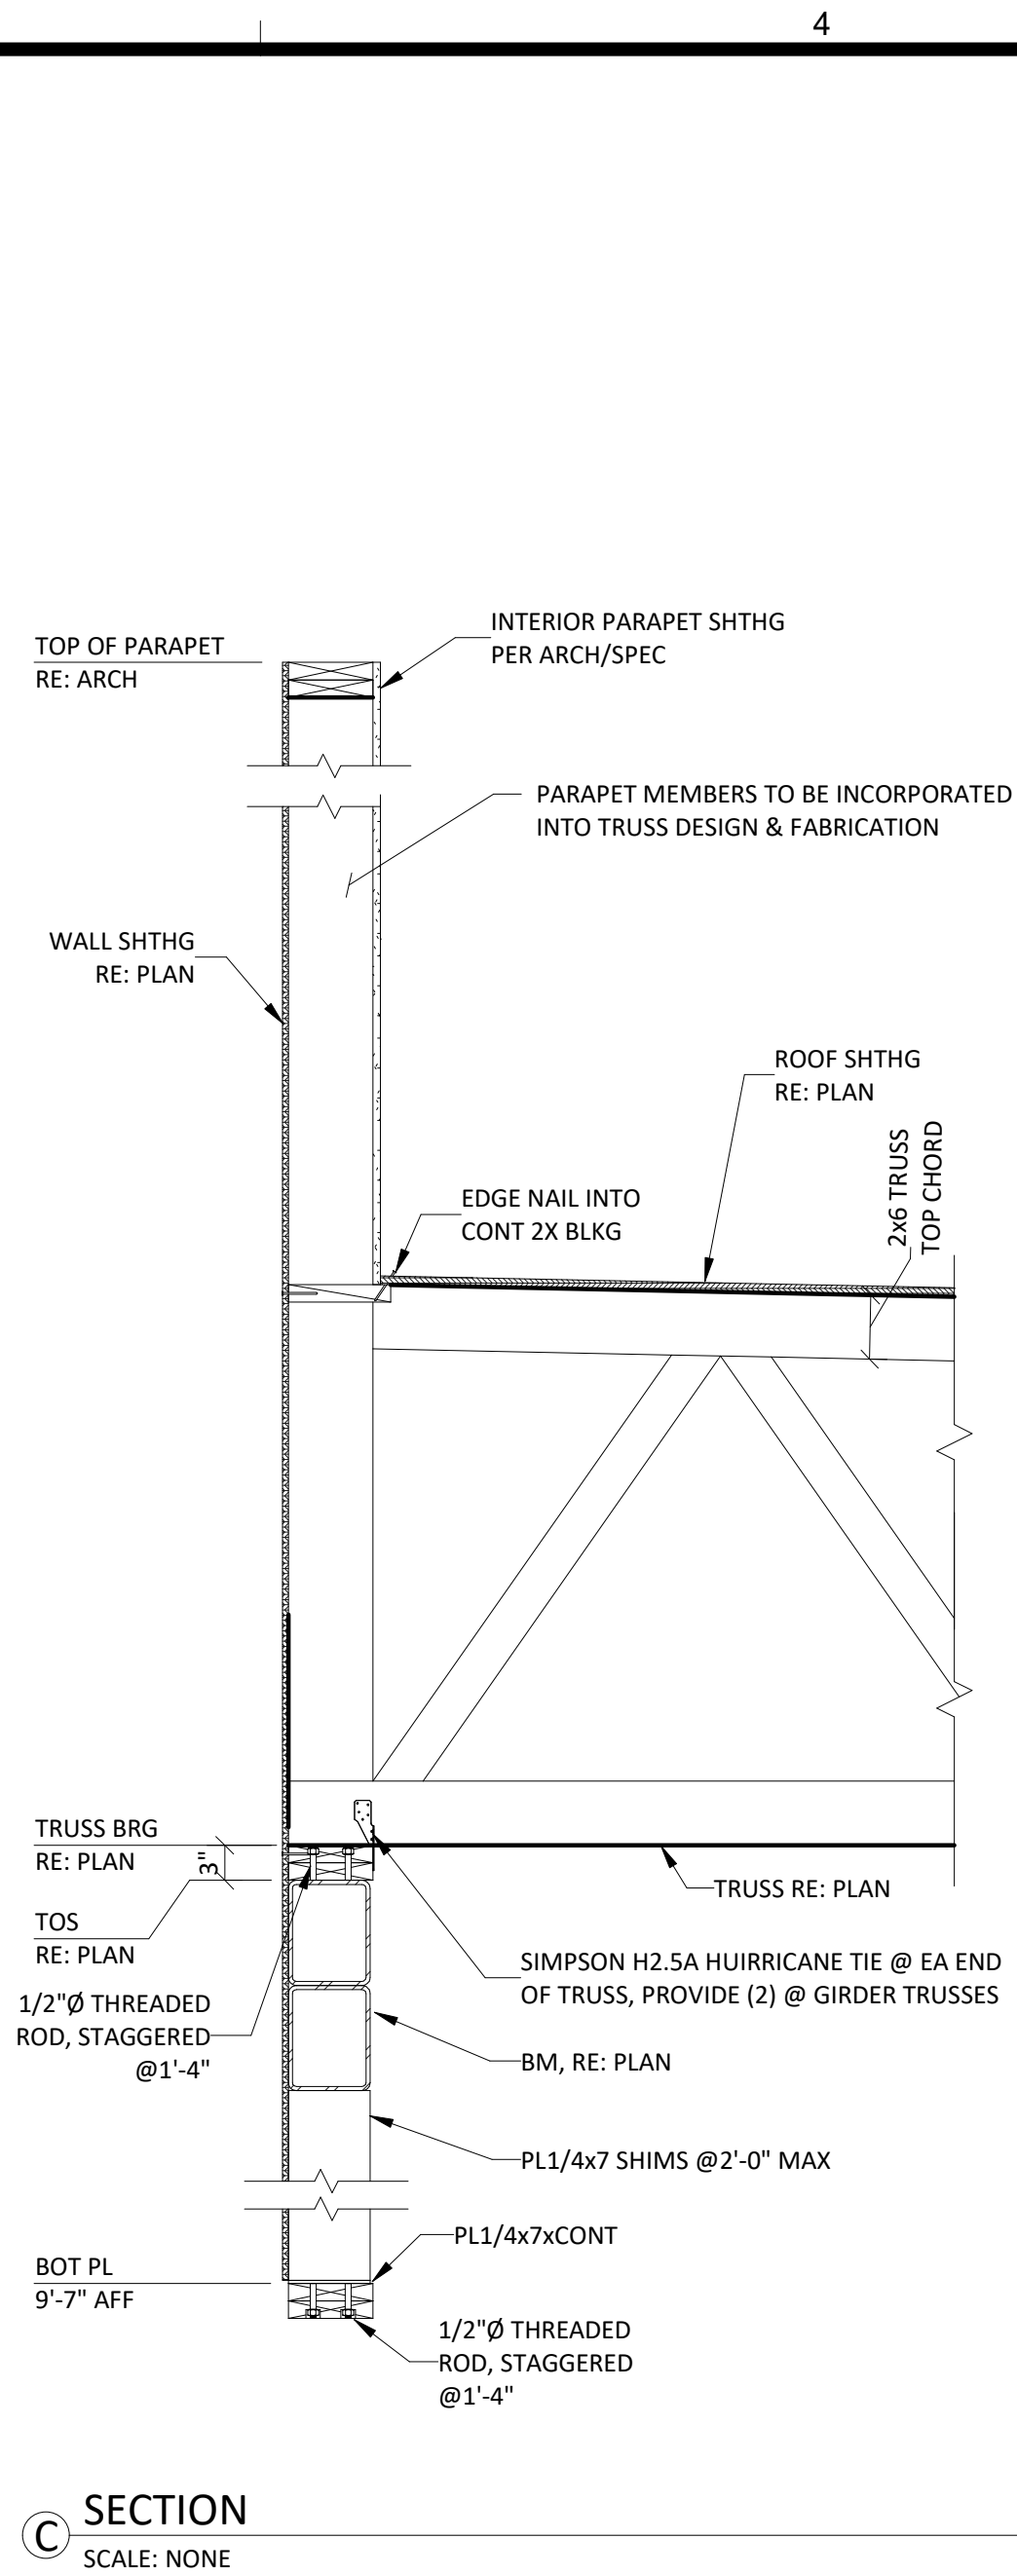 4
INTERIOR PARAPET SHTHG
PER ARCH/SPEC
TOP OF PARAPET
RE: ARCH
PARAPET MEMBERS TO BE INCORPORATED
INTO TRUSS DESIGN & FABRICATION
WALL SHTHG
RE: PLAN
ROOF SHTHG
RE: PLAN
2x6 TRUSS
TOP CHORD
EDGE NAIL INTO
CONT 2X BLKG
TRUSS BRG
RE: PLAN
3"
TRUSS RE: PLAN
TOS
RE: PLAN
SIMPSON H2.5A HUIRRICANE TIE @ EA END
OF TRUSS, PROVIDE (2) @ GIRDER TRUSSES
1/2"Ø THREADED
ROD, STAGGERED
@1'-4"
BM, RE: PLAN
PL1/4x7 SHIMS @2'-0" MAX
PL1/4x7xCONT
BOT PL
9'-7" AFF
1/2"Ø THREADED
ROD, STAGGERED
@1'-4"
C
SECTION
SCALE: NONE